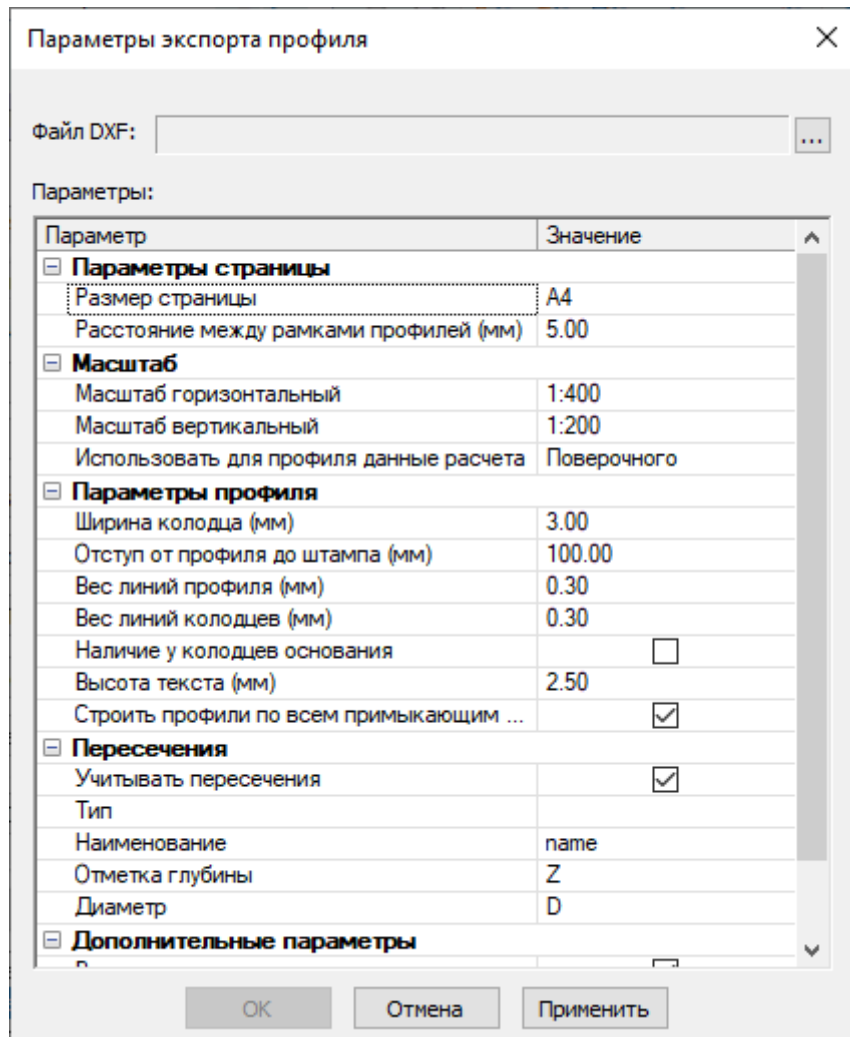 Параметры экспорта профиля
Файл DXF:
...
Параметры:
Параметр Значение
Параметры страницы
Размер страницы A4
Расстояние между рамками профилей (мм) 5.00
Масштаб
Масштаб горизонтальный 1:400
Масштаб вертикальный 1:200
Использовать для профиля данные расчета Поверочного
Параметры профиля
Ширина колодца (мм) 3.00
Отступ от профиля до штампа (мм) 100.00
Вес линий профиля (мм) 0.30
Вес линий колодцев (мм) 0.30
Наличие у колодцев основания
Высота текста (мм) 2.50
Строить профили по всем примыкающим ...
Пересечения
Учитывать пересечения
Тип
Наименование name
Отметка глубины Z
Диаметр D
Дополнительные параметры
OK Отмена Применить